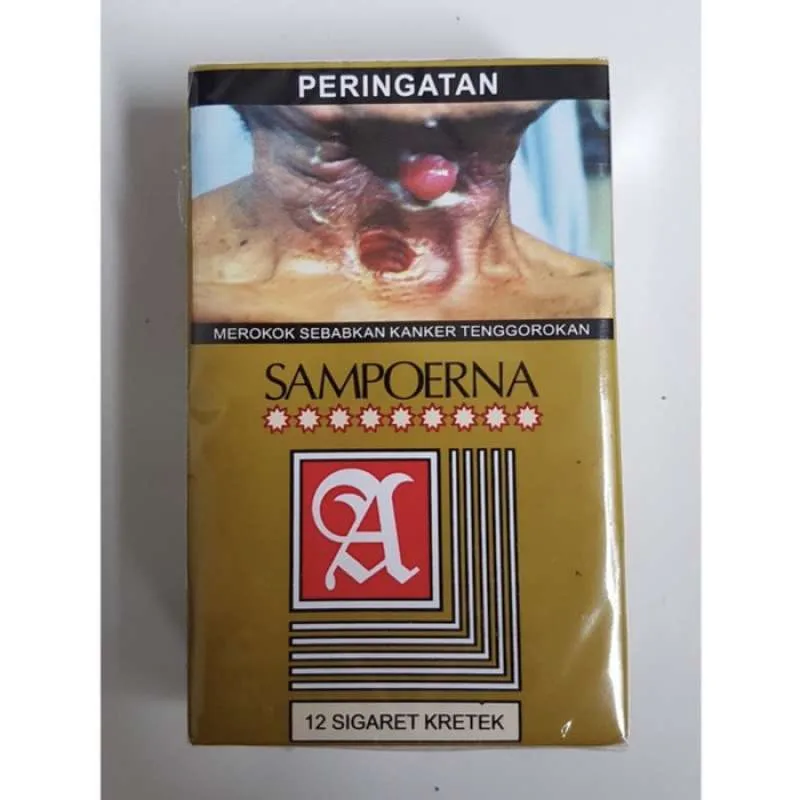 PERINGATAN
MEROKOK SEBABKAN KANKER TENGGOROKAN
SAMPOERNA
A
12 SIGARET KRETEK